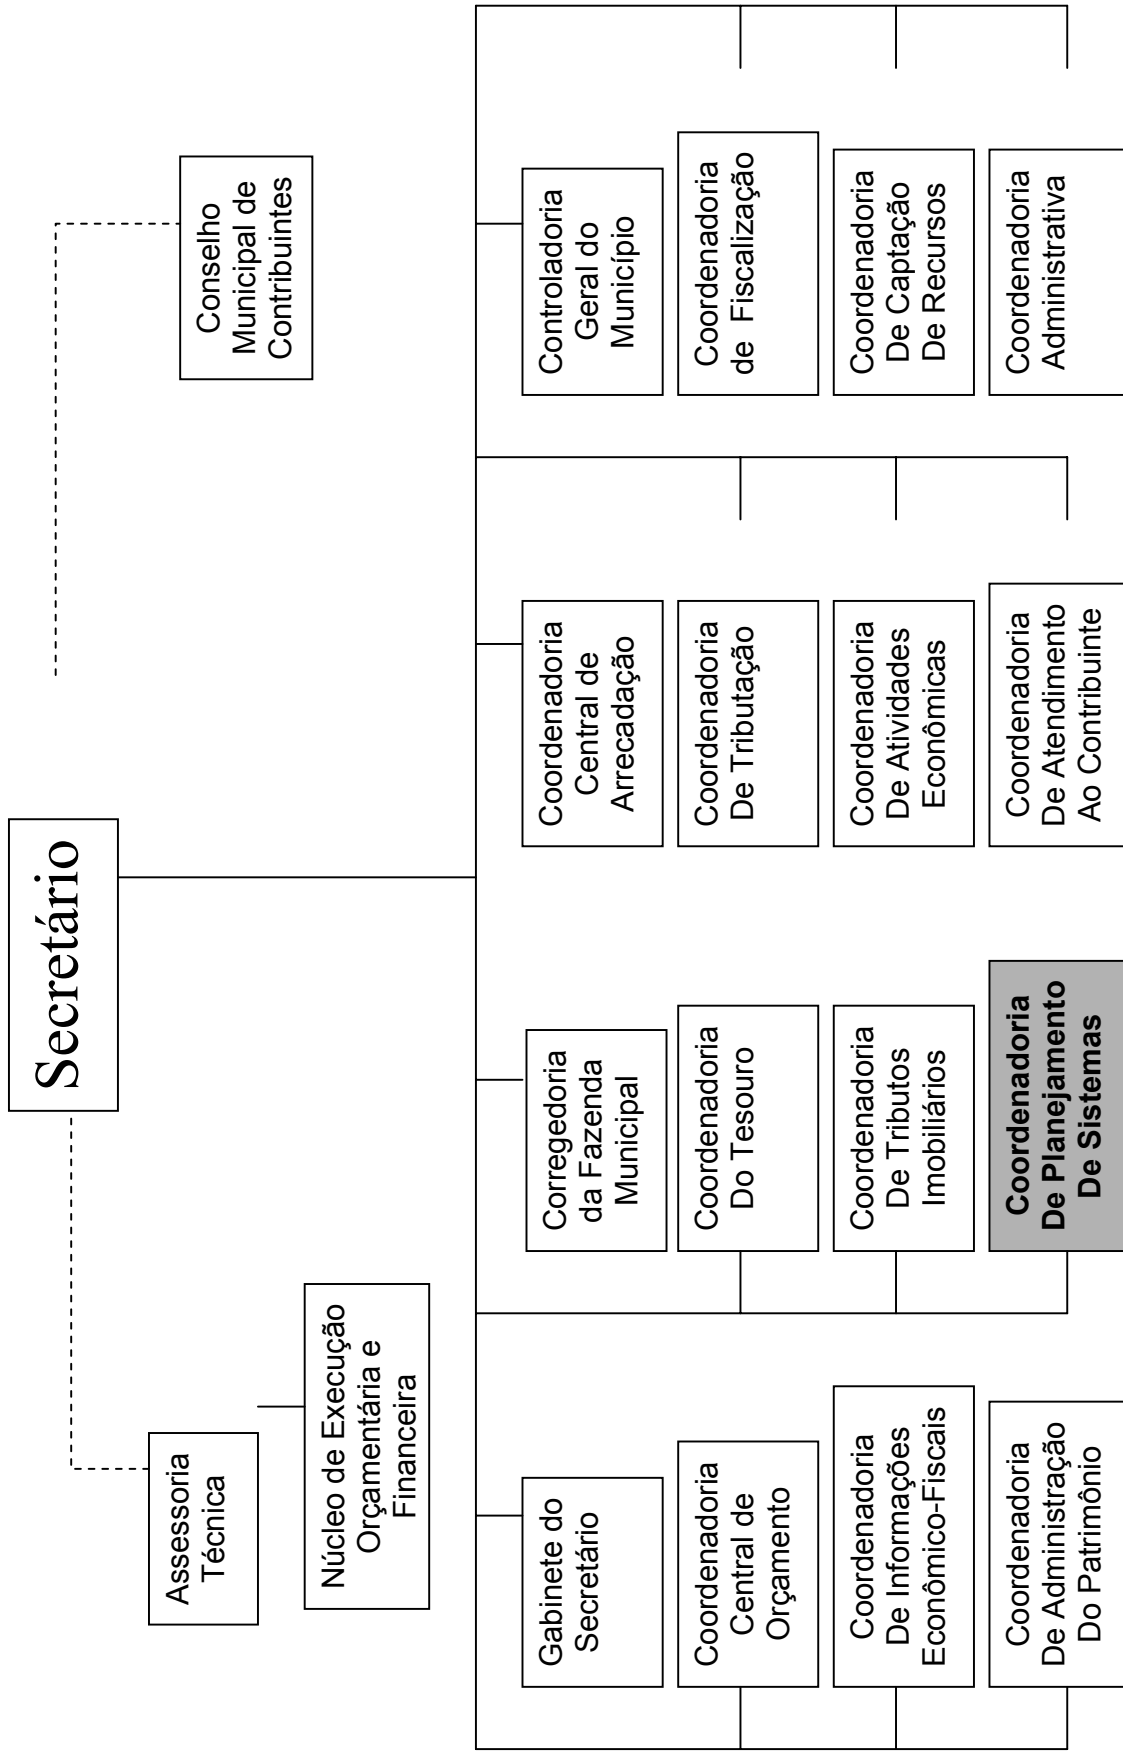 Secretário
Assessoria
Técnica
Núcleo de Execução
Orçamentária e
Financeira
Conselho
Municipal de
Contribuintes
Gabinete do
Secretário
Corregedoria
da Fazenda
Municipal
Coordenadoria
Central de
Arrecadação
Controladoria
Geral do
Município
Coordenadoria
Central de
Orçamento
Coordenadoria
Do Tesouro
Coordenadoria
De Tributação
Coordenadoria
de Fiscalização
Coordenadoria
De Informações
Econômico-Fiscais
Coordenadoria
De Tributos
Imobiliários
Coordenadoria
De Atividades
Econômicas
Coordenadoria
De Captação
De Recursos
Coordenadoria
De Administração
Do Patrimônio
Coordenadoria
De Planejamento
De Sistemas
Coordenadoria
De Atendimento
Ao Contribuinte
Coordenadoria
Administrativa